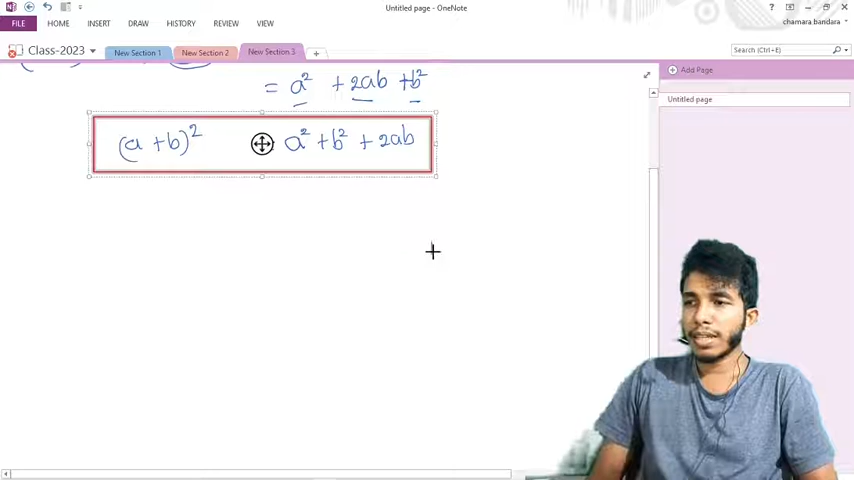 Untitled page - OneNote
FILE HOME INSERT DRAW HISTORY REVIEW VIEW
chamara bandara
Class-2023 New Section 1 New Section 2 New Section 3 +
Search (Ctrl+E)
= a² + 2ab + b²
Add Page
Untitled page
(a + b)² a² + b² + 2ab